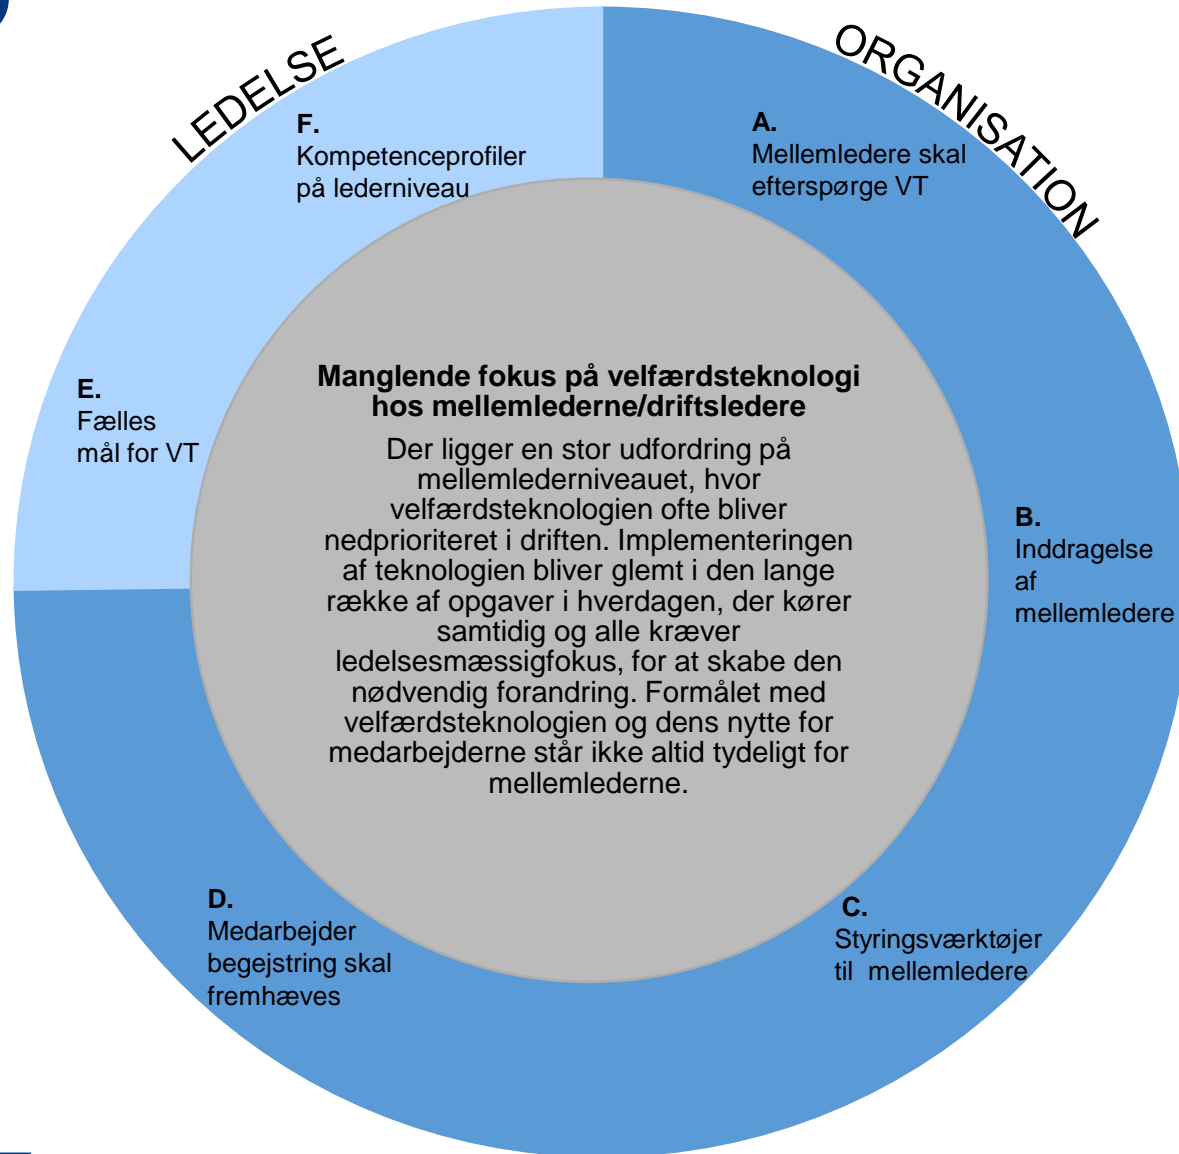 LEDELSE
ORGANISATION
F.
Kompetenceprofiler
på lederniveau
A.
Mellemledere skal
efterspørge VT
E.
Fælles
mål for VT
Manglende fokus på velfærdsteknologi
hos mellemlederne/driftsledere
Der ligger en stor udfordring på
mellemlederniveauet, hvor
velfærdsteknologien ofte bliver
nedprioriteret i driften. Implementeringen
af teknologien bliver glemt i den lange
række af opgaver i hverdagen, der kører
samtidig og alle kræver
ledelsesmæssigfokus, for at skabe den
nødvendig forandring. Formålet med
velfærdsteknologien og dens nytte for
medarbejderne står ikke altid tydeligt for
mellemlederne.
B.
Inddragelse
af
mellemledere
D.
Medarbejder
begejstring skal
fremhæves
C.
Styringsværktøjer
til  mellemledere